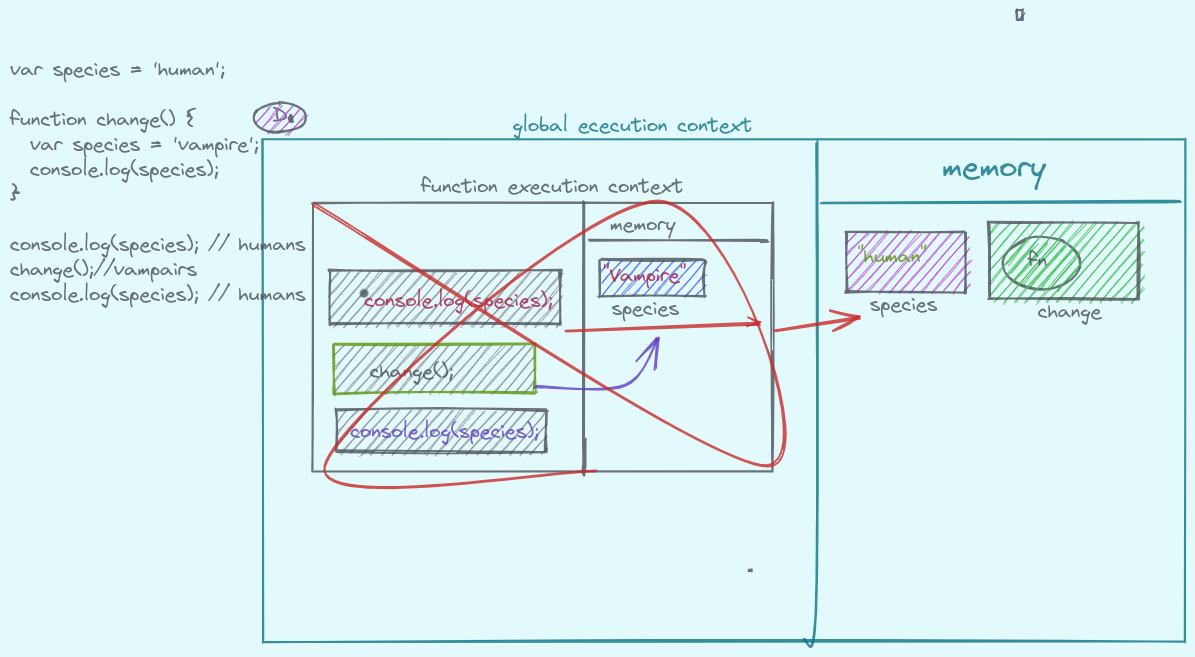 var species = 'human';
function change() {
var species = 'vampire';
console.log(species);
}
console.log(species); // humans
change();//vampairs
console.log(species); // humans
global ececution context
function execution context
memory
"Vampire"
species
console.log(species);
change();
console.log(species);
memory
"human"
species
fn
change